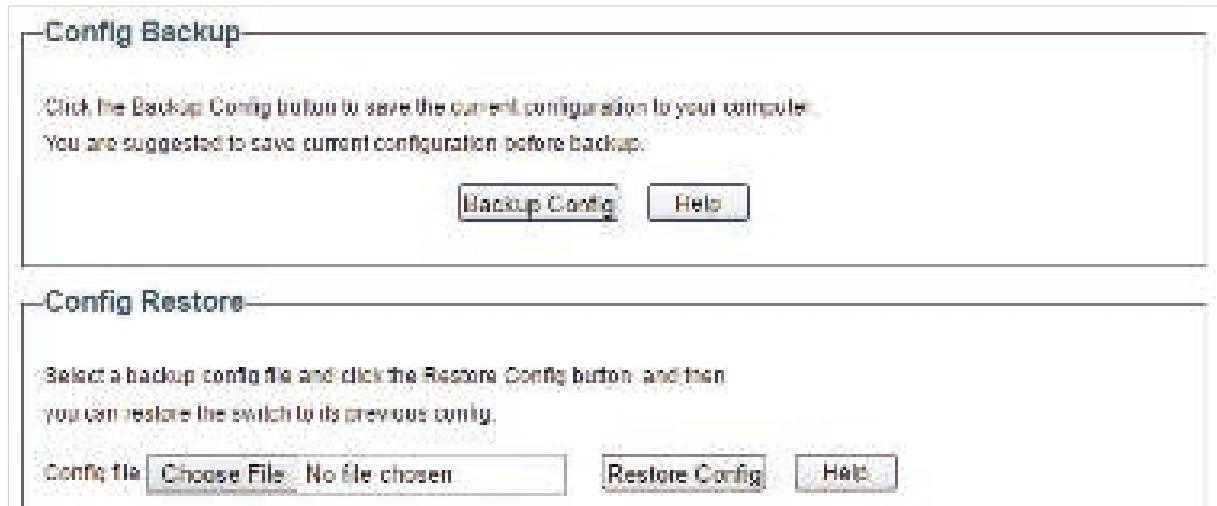 Config Backup
Click the Backup Config button to save the current configuration to your computer.
You are suggested to save current configuration before backup.
Backup Config Help
Config Restore
Select a backup config file and click the Restore Config button, and then
you can restore the switch to its previous config.
Config file Choose File No file chosen Restore Config Help